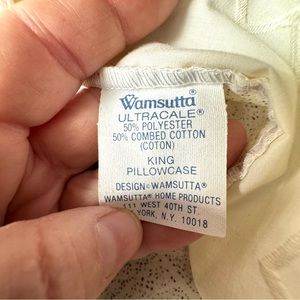 Wamsutta®
ULTRACALE®
50% POLYESTER
50% COMBED COTTON
(COTON)
KING
PILLOWCASE
DESIGN © WAMSUTTA®
WAMSUTTA® HOME PRODUCTS
111 WEST 40TH ST.
YORK, N.Y. 10018